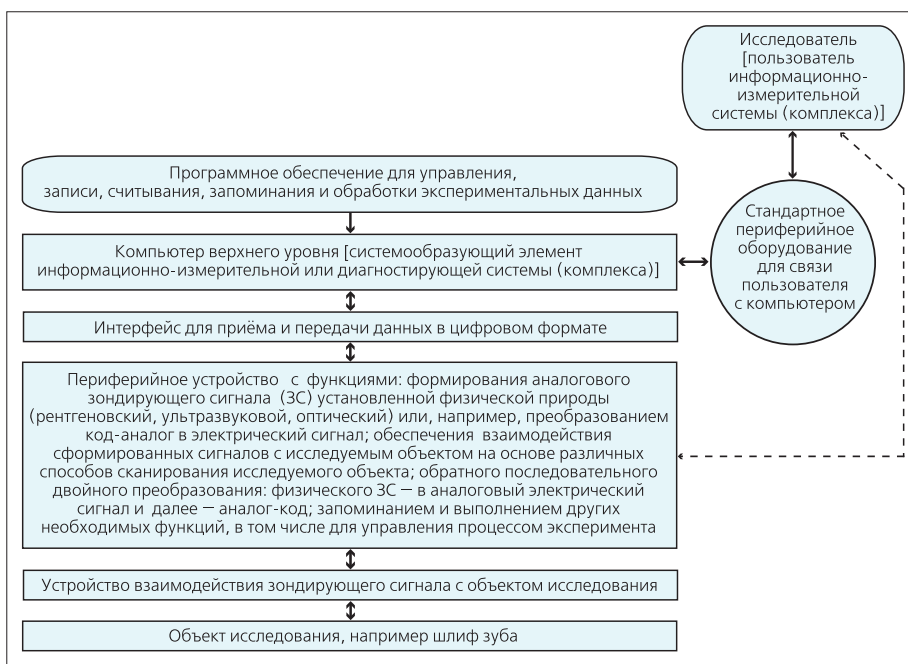 Исследователь
[пользователь
информационно-
измерительной
системы (комплекса)]
Программное обеспечение для управления,
записи, считывания, запоминания и обработки экспериментальных данных
Компьютер верхнего уровня [системообразующий элемент
информационно-измерительной или диагностирующей системы (комплекса)]
Стандартное
периферийное
оборудование
для связи
пользователя
с компьютером
Интерфейс для приёма и передачи данных в цифровом формате
Периферийное устройство с функциями: формирования аналогового
зондирующего сигнала (ЗС) установленной физической природы
(рентгеновский, ультразвуковой, оптический) или, например, преобразованием
код-аналог в электрический сигнал; обеспечения взаимодействия
сформированных сигналов с исследуемым объектом на основе различных
способов сканирования исследуемого объекта; обратного последовательного
двойного преобразования: физического ЗС — в аналоговый электрический
сигнал и далее — аналог-код; запоминанием и выполнением других
необходимых функций, в том числе для управления процессом эксперимента
Устройство взаимодействия зондирующего сигнала с объектом исследования
Объект исследования, например шлиф зуба